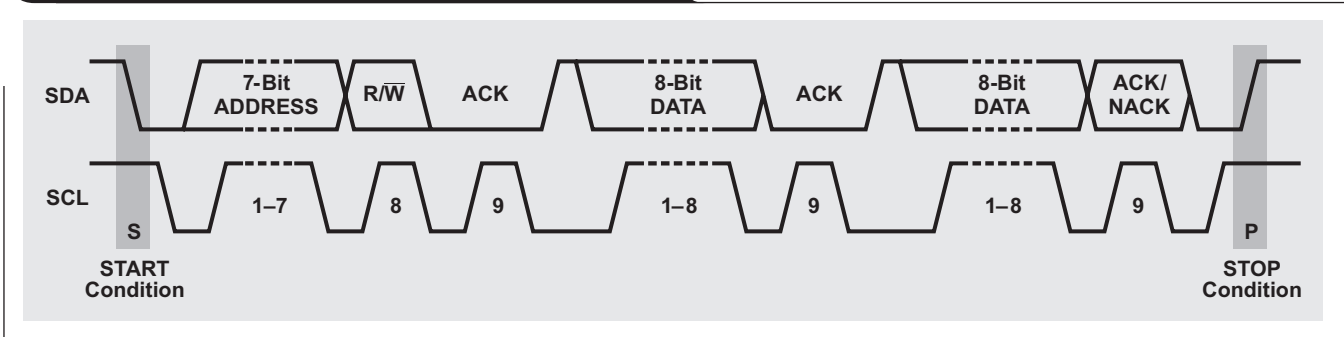 SDA
7-Bit
ADDRESS
R/W̅
ACK
8-Bit
DATA
ACK
8-Bit
DATA
ACK/
NACK
SCL
1–7
8
9
1–8
9
1–8
9
S
P
START
Condition
STOP
Condition